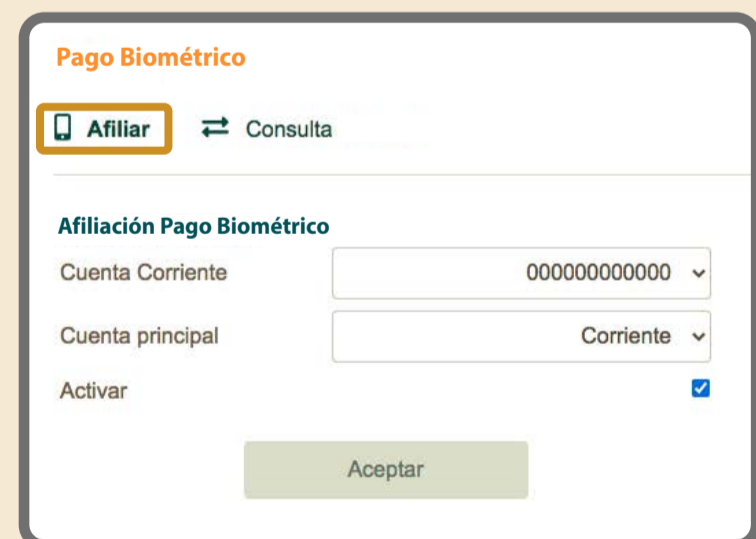 Pago Biométrico
Afiliar Consulta
Afiliación Pago Biométrico
Cuenta Corriente 000000000000
Cuenta principal Corriente
Activar
Aceptar